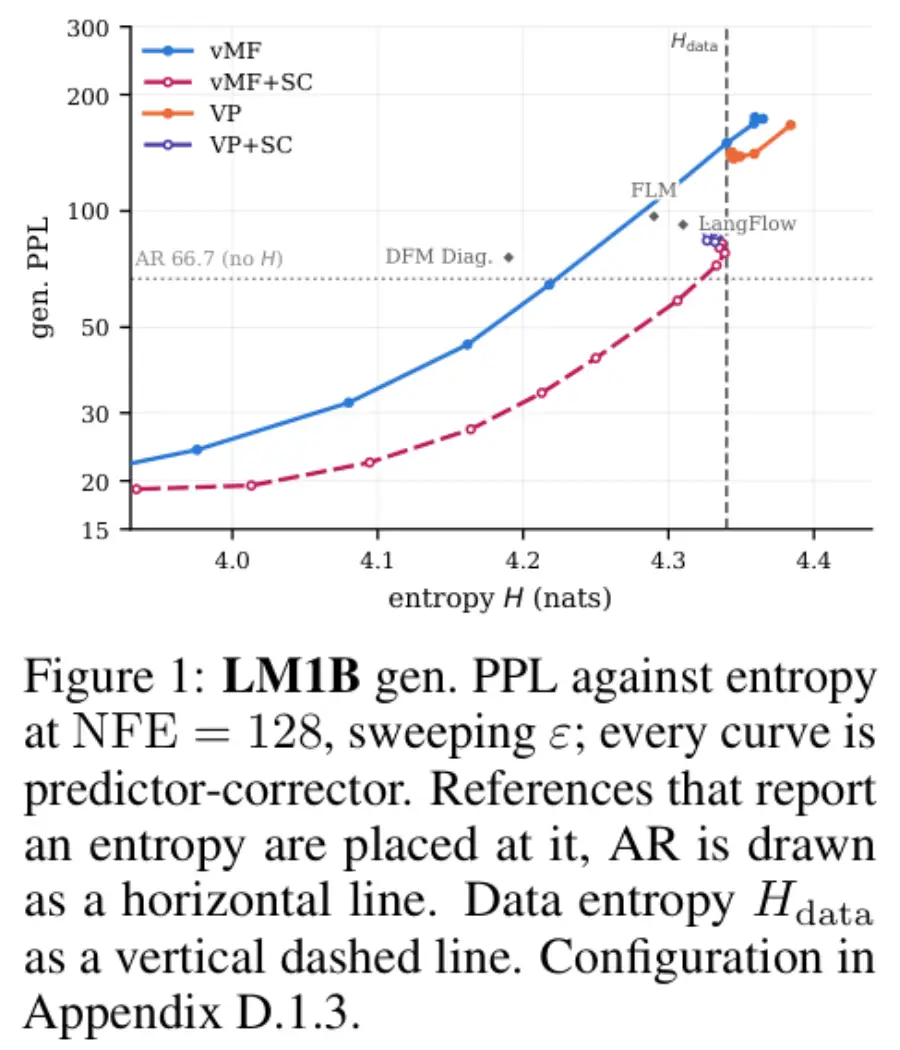 300
200
100
50
30
20
15
gen. PPL
vMF
vMF+SC
VP
VP+SC
H_data
FLM
LangFlow
DFM Diag.
AR 66.7 (no H)
4.0 4.1 4.2 4.3 4.4
entropy H (nats)
Figure 1: LM1B gen. PPL against entropy
at NFE = 128, sweeping ε; every curve is
predictor-corrector. References that report
an entropy are placed at it, AR is drawn
as a horizontal line. Data entropy H_data
as a vertical dashed line. Configuration in
Appendix D.1.3.